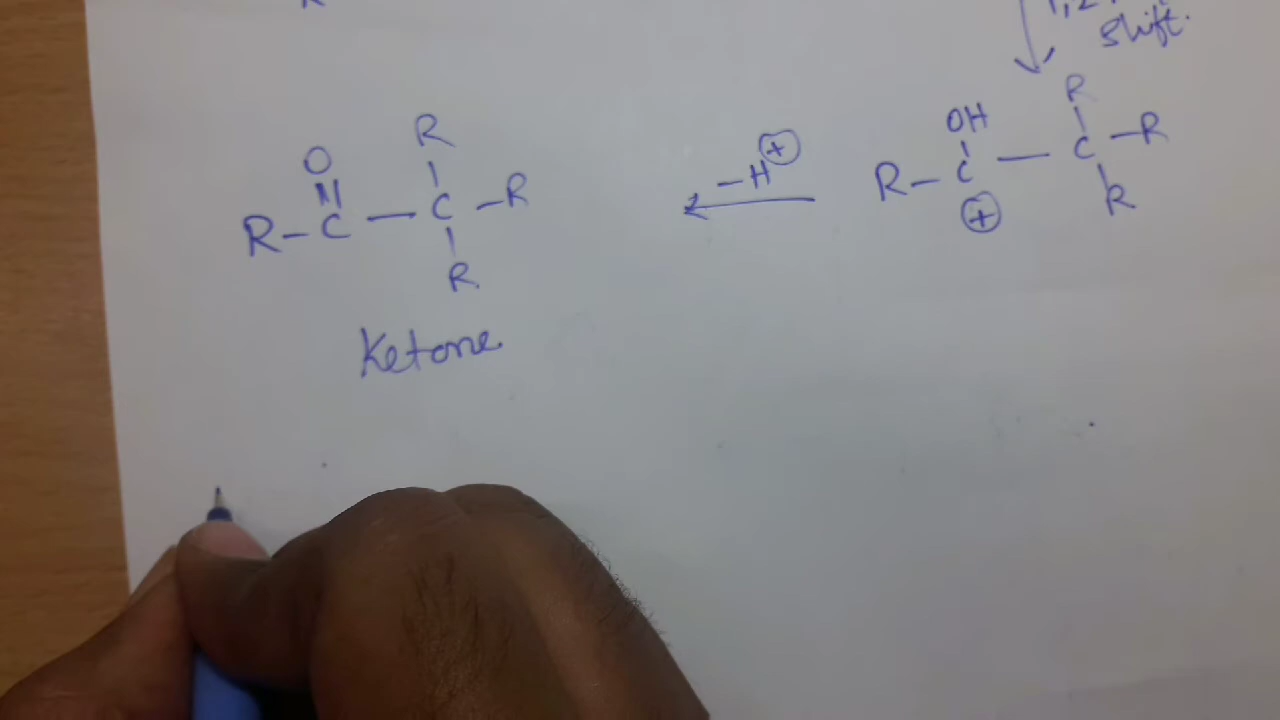 shift.
R
OH
R – C — C – R
⊕
R
R
O
||
R – C — C – R
R
– H⊕
Ketone